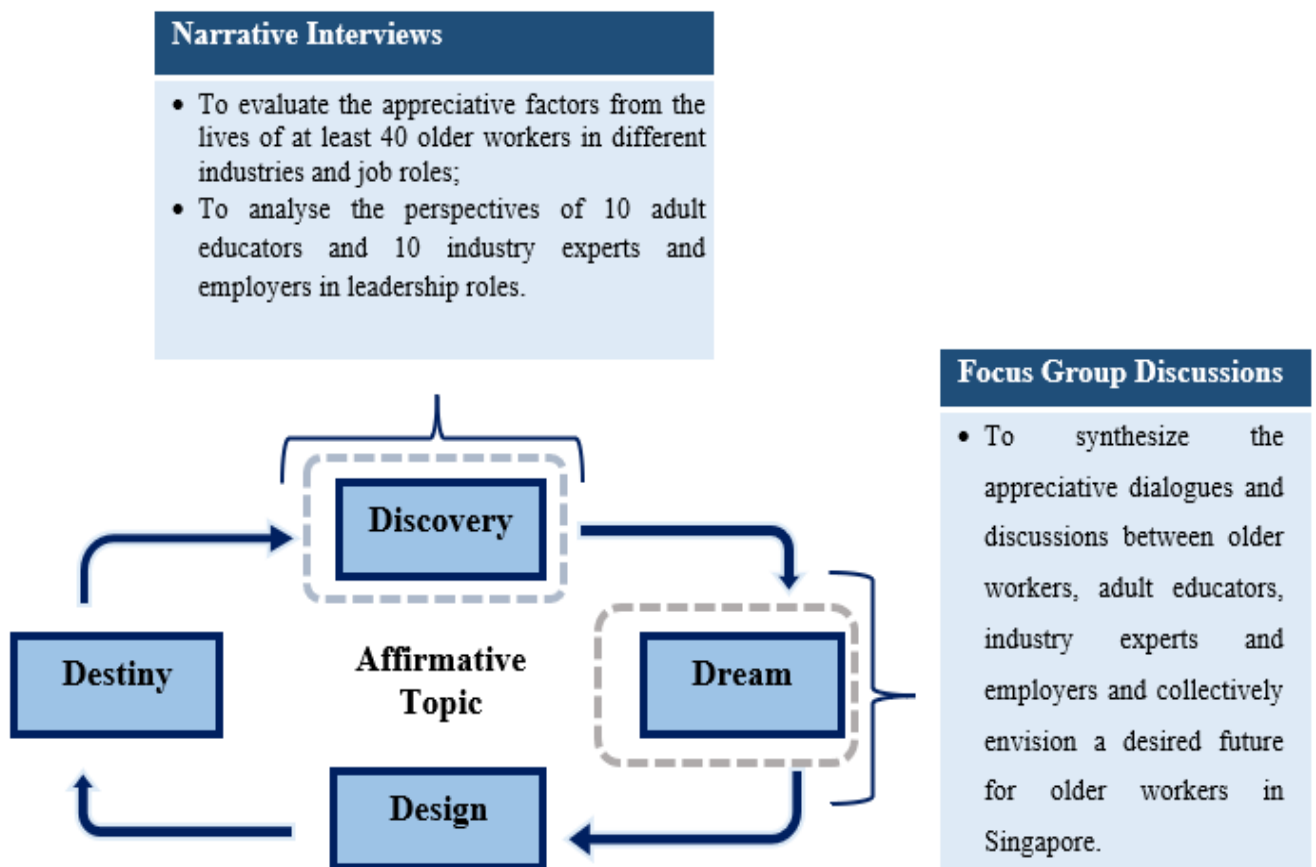 Narrative Interviews
• To evaluate the appreciative factors from the
lives of at least 40 older workers in different
industries and job roles;
• To analyse the perspectives of 10 adult
educators and 10 industry experts and
employers in leadership roles.
Focus Group Discussions
• To synthesize the
appreciative dialogues and
discussions between older
workers, adult educators,
industry experts and
employers and collectively
envision a desired future
for older workers in
Singapore.
Discovery
Destiny
Affirmative
Topic
Dream
Design